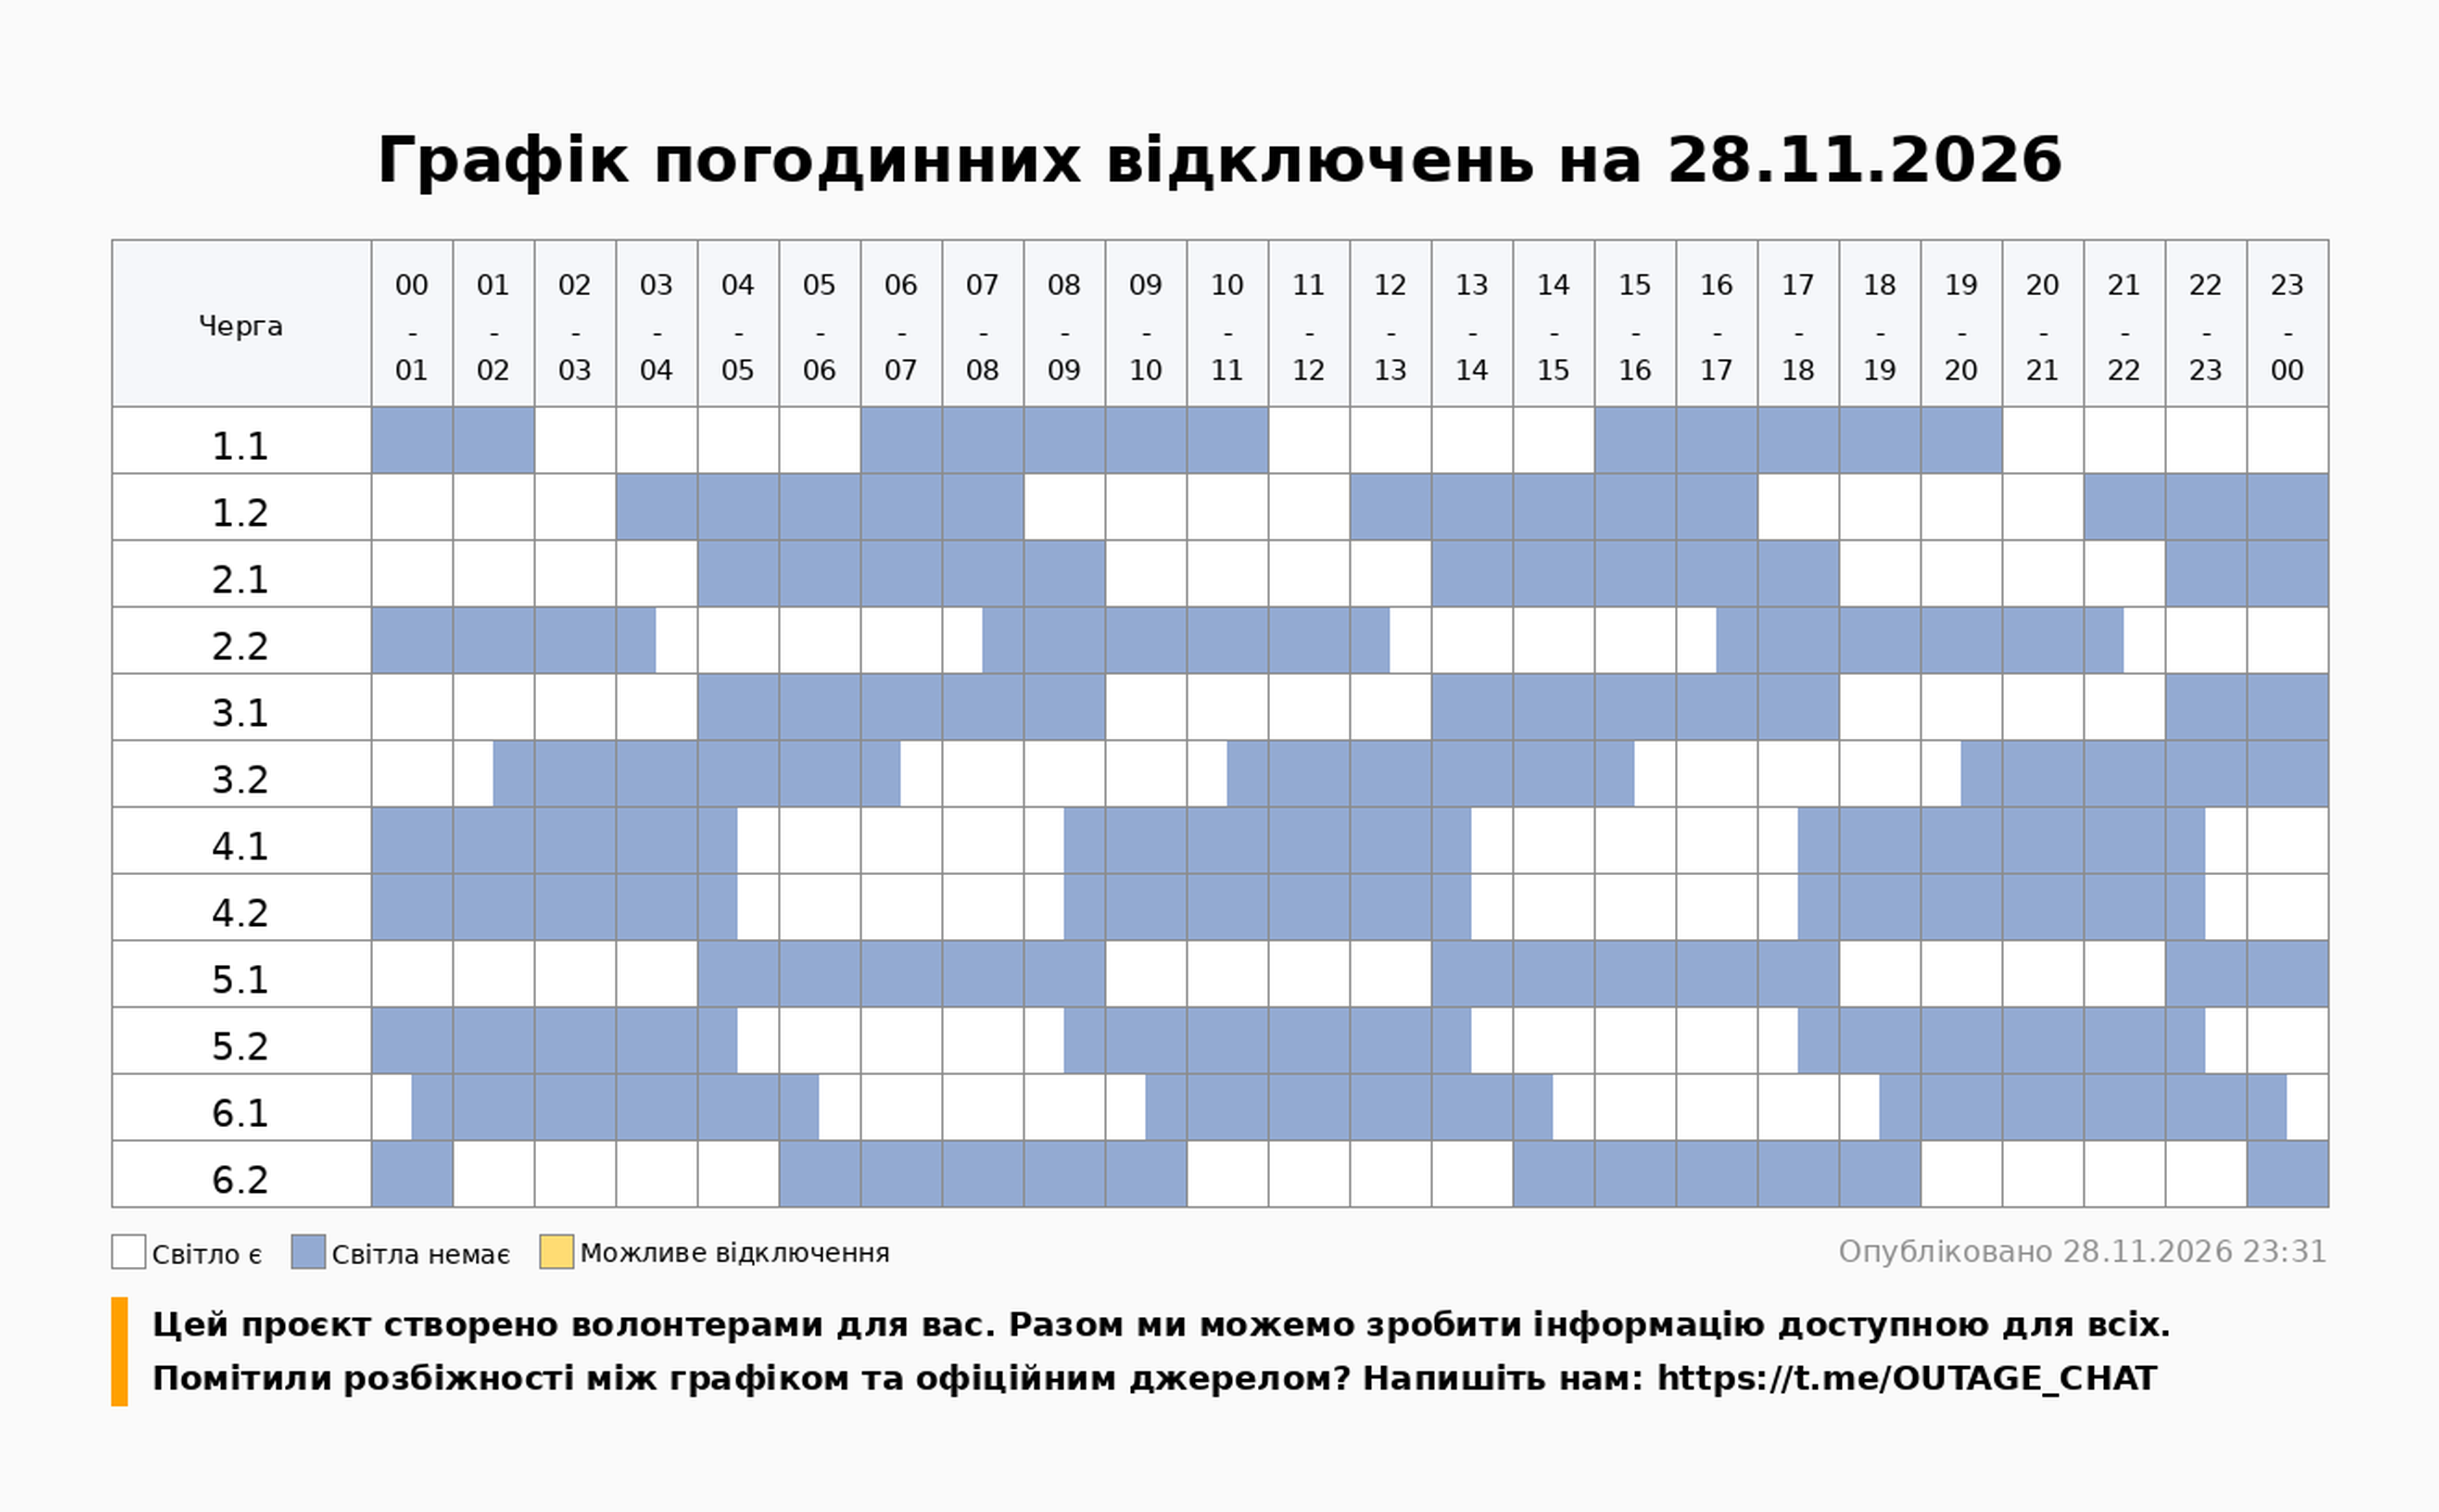 Графік погодинних відключень на 28.11.2026
Черга
00 - 01
01 - 02
02 - 03
03 - 04
04 - 05
05 - 06
06 - 07
07 - 08
08 - 09
09 - 10
10 - 11
11 - 12
12 - 13
13 - 14
14 - 15
15 - 16
16 - 17
17 - 18
18 - 19
19 - 20
20 - 21
21 - 22
22 - 23
23 - 00
1.1
1.2
2.1
2.2
3.1
3.2
4.1
4.2
5.1
5.2
6.1
6.2
Світло є
Світла немає
Можливе відключення
Опубліковано 28.11.2026 23:31
Цей проєкт створено волонтерами для вас. Разом ми можемо зробити інформацію доступною для всіх.
Помітили розбіжності між графіком та офіційним джерелом? Напишіть нам: https://t.me/OUTAGE_CHAT